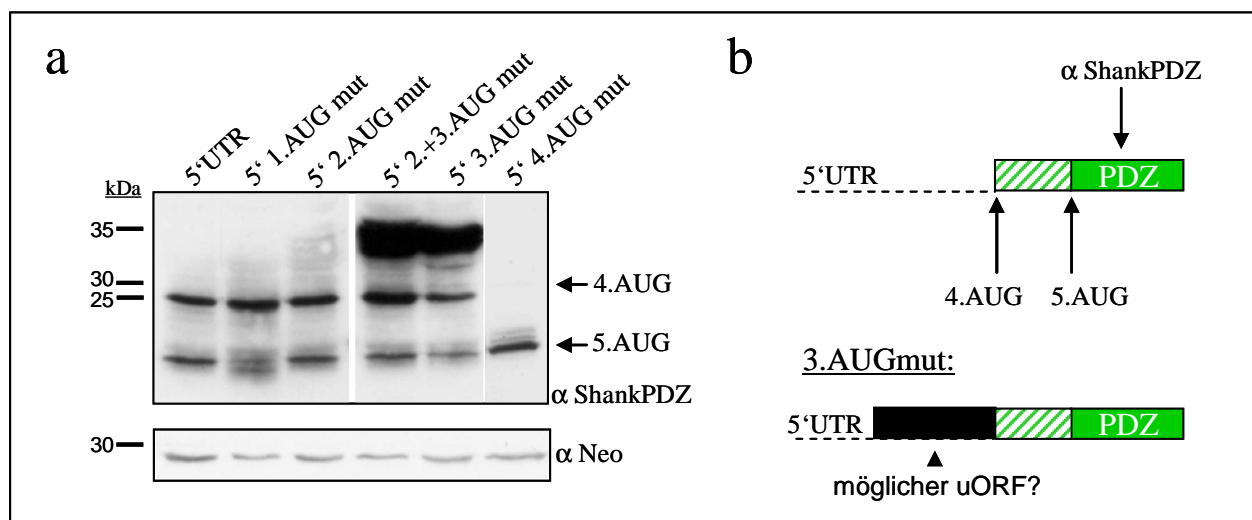 a
5‘UTR
5‘ 1.AUG mut
5‘ 2.AUG mut
5‘ 2.+3.AUG mut
5‘ 3.AUG mut
5‘ 4.AUG mut
kDa
35
30
25
4.AUG
5.AUG
α ShankPDZ
30
α Neo
b
α ShankPDZ
5‘UTR
PDZ
4.AUG
5.AUG
3.AUGmut:
5‘UTR
PDZ
möglicher uORF?